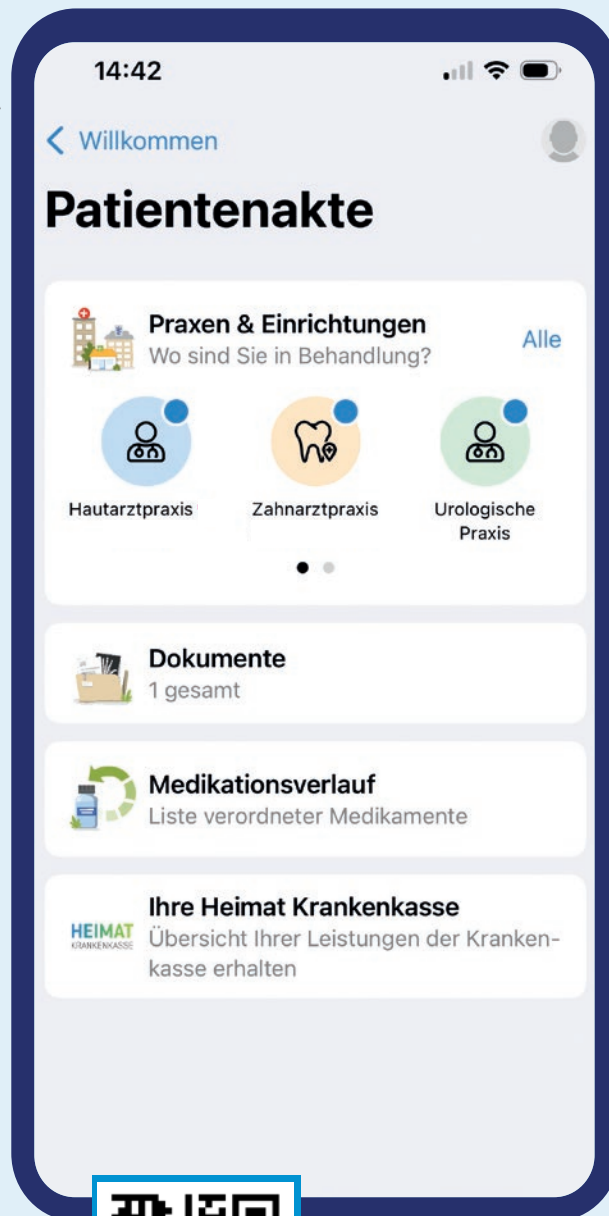 14:42
Willkommen
Patientenakte
Praxen & Einrichtungen
Wo sind Sie in Behandlung?
Alle
Hautarztpraxis
Zahnarztpraxis
Urologische
Praxis
Dokumente
1 gesamt
Medikationsverlauf
Liste verordneter Medikamente
Ihre Heimat Krankenkasse
HEIMAT
KRANKENKASSE
Übersicht Ihrer Leistungen der Kranken-
kasse erhalten